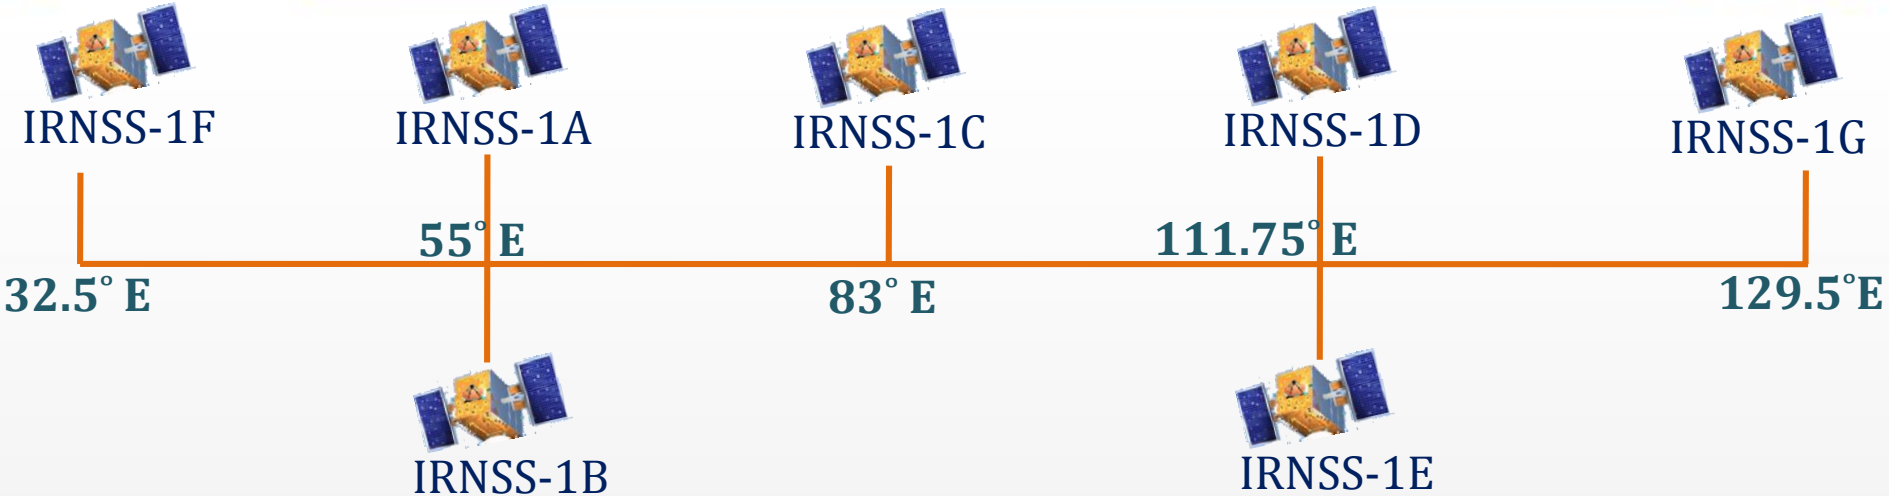 IRNSS-1F
IRNSS-1A
IRNSS-1C
IRNSS-1D
IRNSS-1G
55° E
111.75° E
32.5° E
83° E
129.5°E
IRNSS-1B
IRNSS-1E